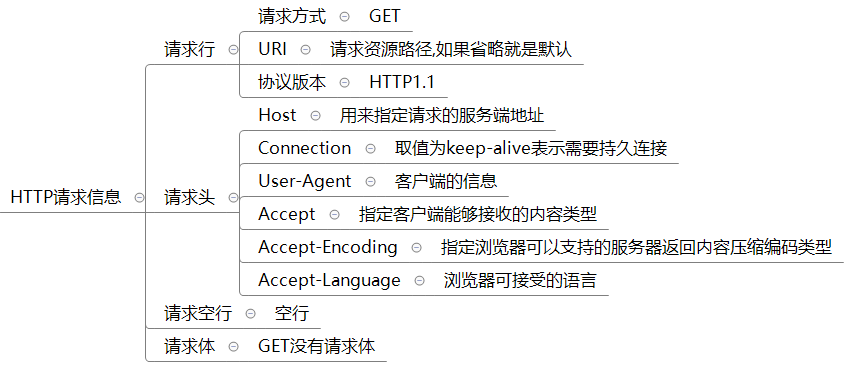 HTTP请求信息
请求行
请求方式 GET
URI 请求资源路径,如果省略就是默认
协议版本 HTTP1.1
请求头
Host 用来指定请求的服务端地址
Connection 取值为keep-alive表示需要持久连接
User-Agent 客户端的信息
Accept 指定客户端能够接收的内容类型
Accept-Encoding 指定浏览器可以支持的服务器返回内容压缩编码类型
Accept-Language 浏览器可接受的语言
请求空行 空行
请求体 GET没有请求体